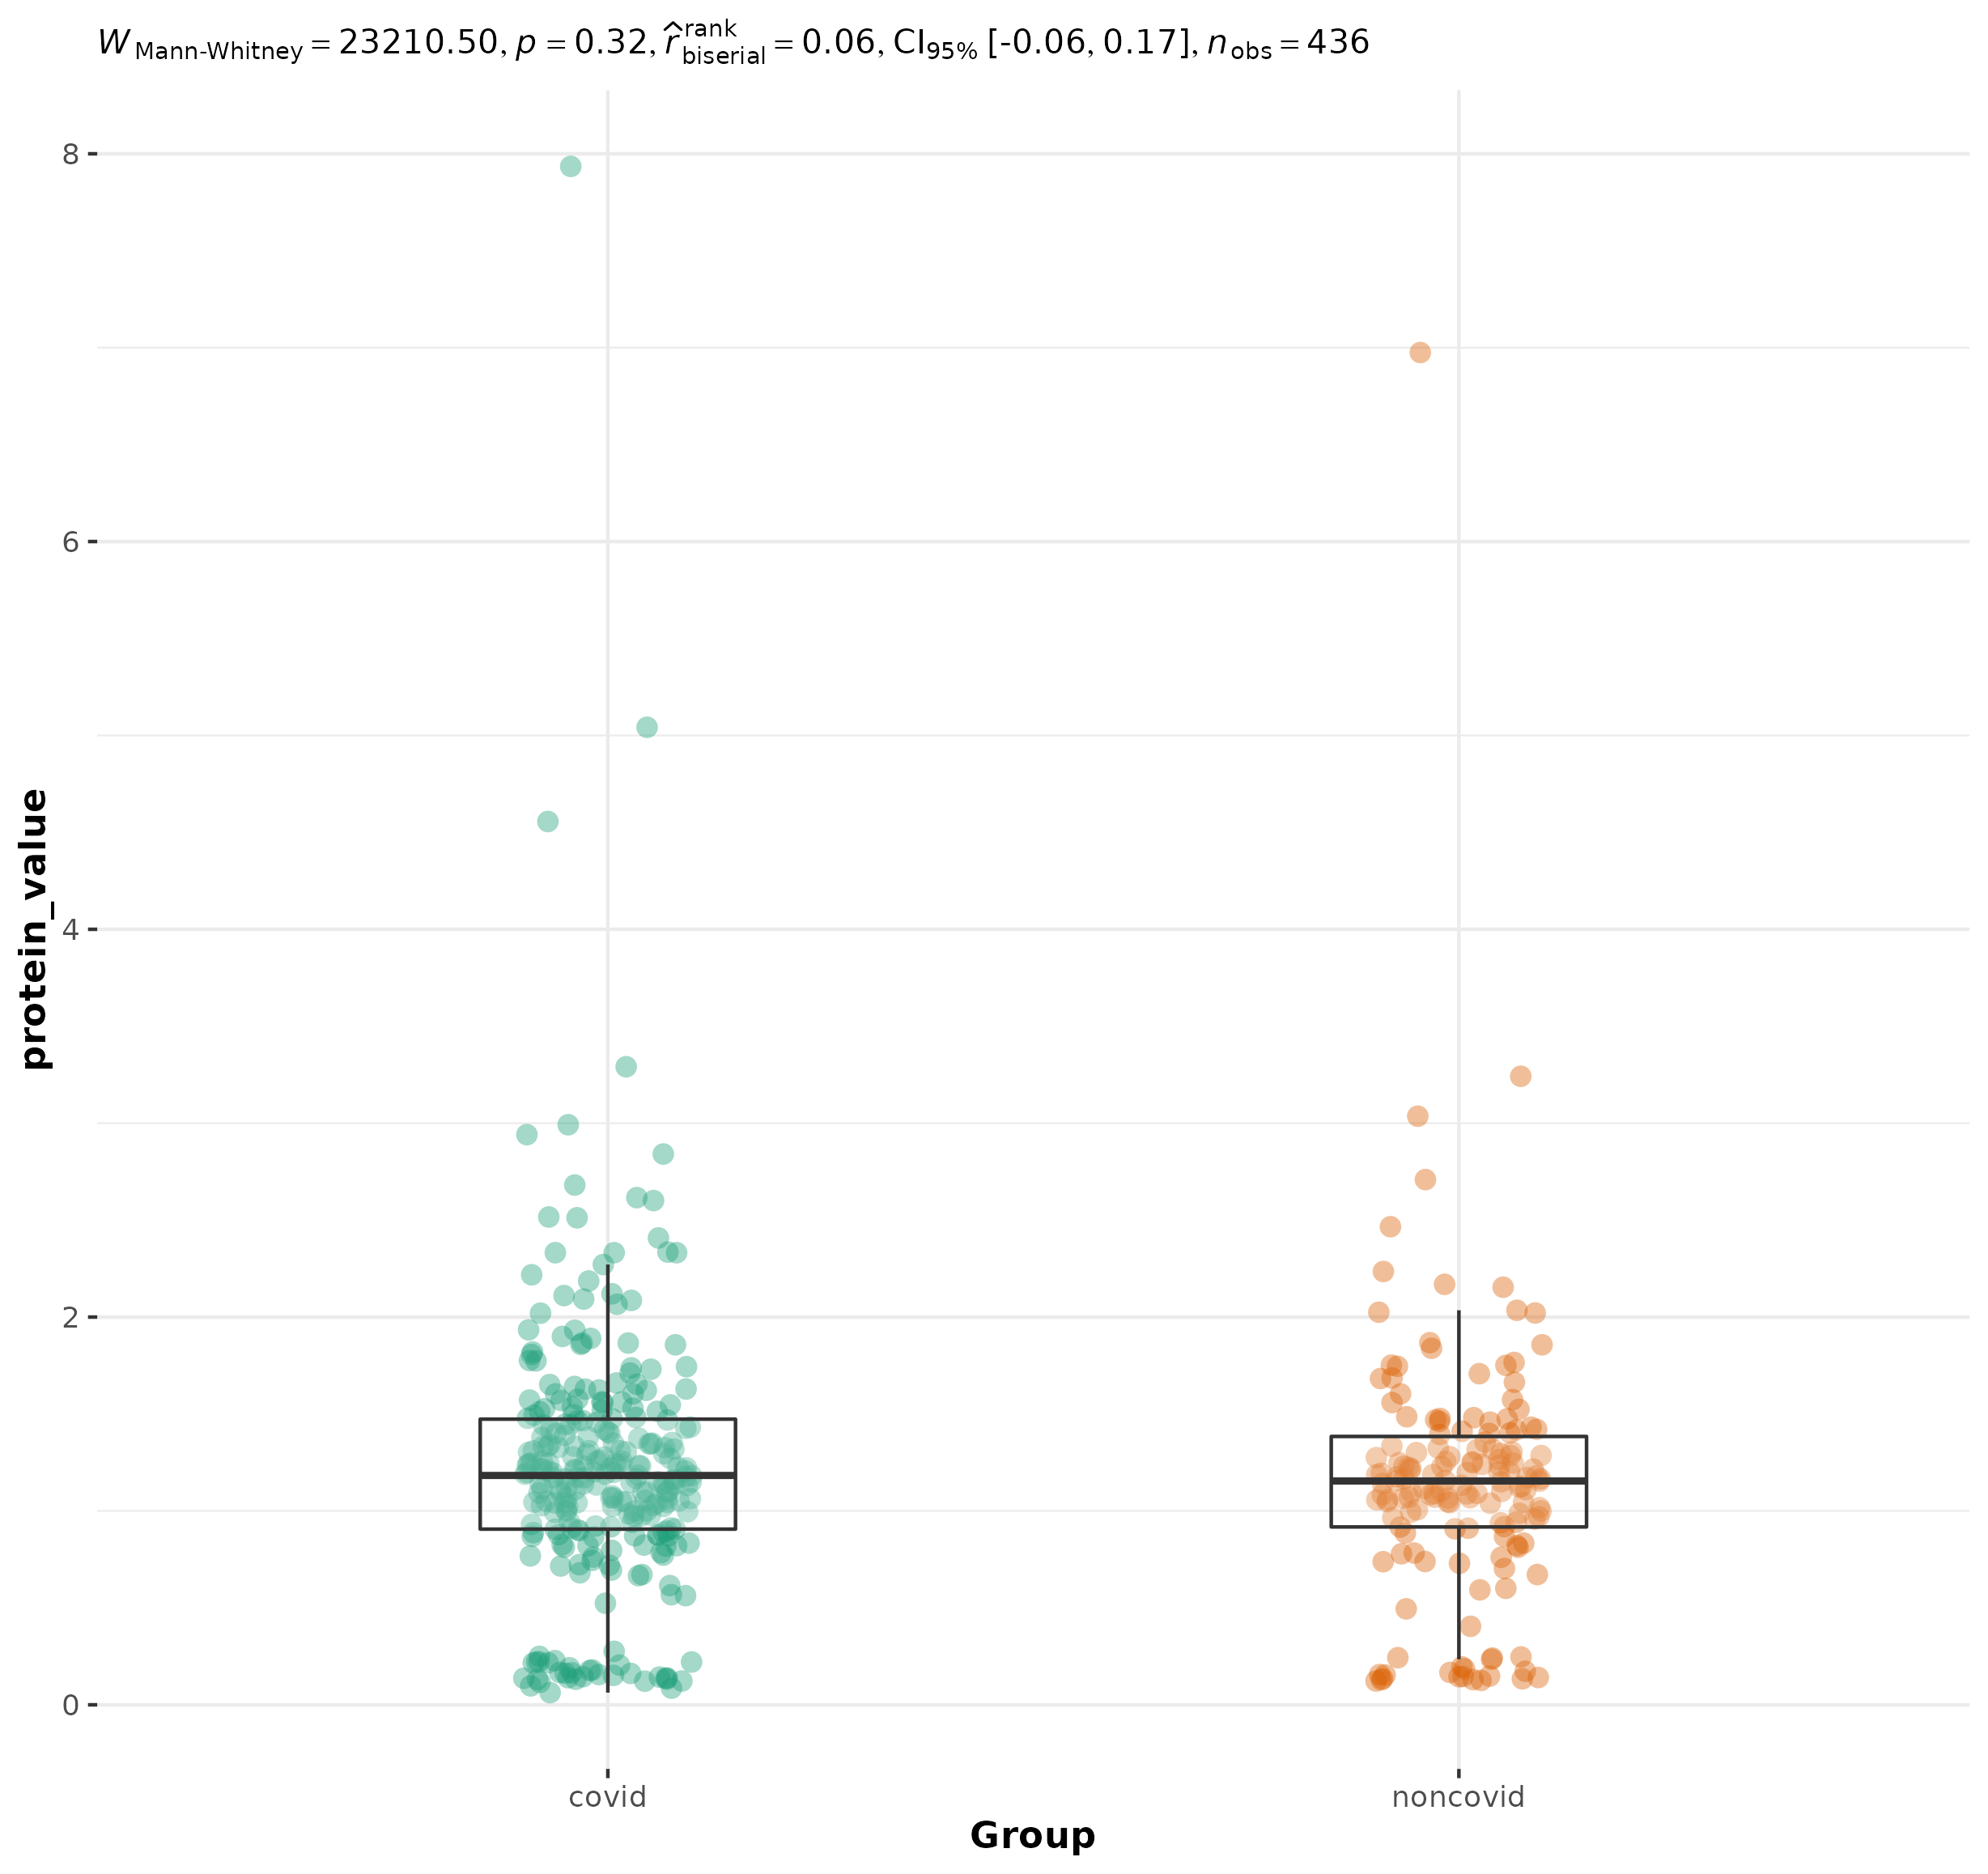 W Mann-Whitney = 23210.50, p = 0.32, r̂ rank biserial = 0.06, CI95% [-0.06, 0.17], n obs = 436
8
6
4
2
0
protein_value
covid noncovid
Group